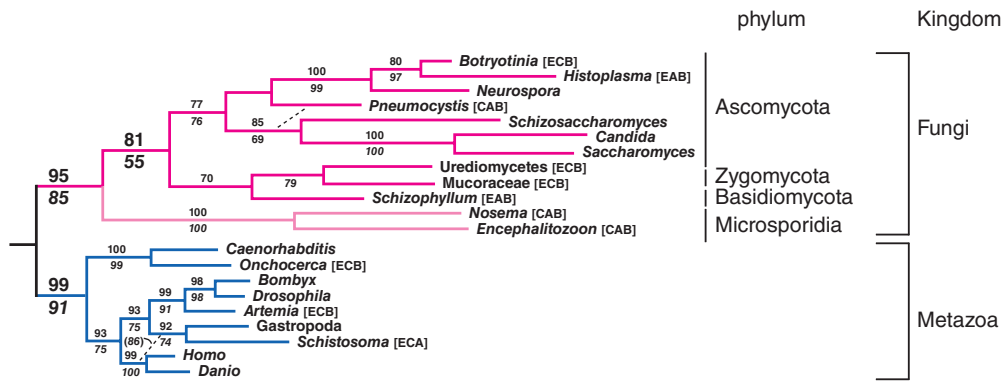 phylum Kingdom
80 Botryotinia [ECB]
100 97 Histoplasma [EAB]
99 Neurospora
77 Pneumocystis [CAB] Ascomycota
76 85 Schizosaccharomyces
69 100 Candida Fungi
81 100 Saccharomyces
55 Urediomycetes [ECB] Zygomycota
95 70 79 Mucoraceae [ECB]
85 Schizophyllum [EAB] Basidiomycota
100 Nosema [CAB] Microsporidia
100 Encephalitozoon [CAB]
100 Caenorhabditis
99 99 Onchocerca [ECB]
91 98 Bombyx
99 98 Drosophila
93 91 Artemia [ECB] Metazoa
93 75 92 Gastropoda
75 (86) 74 Schistosoma [ECA]
99 Homo
100 Danio